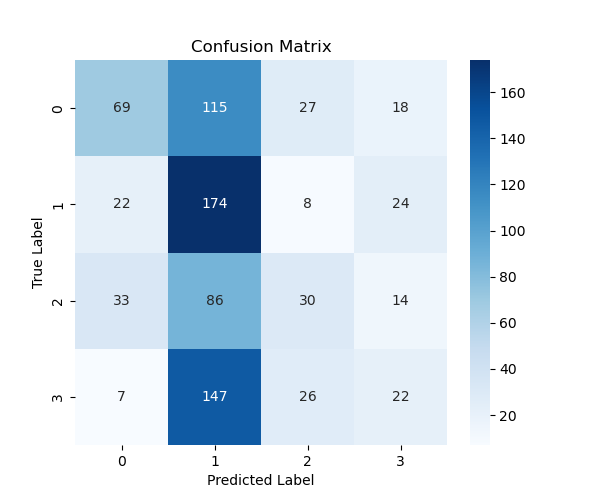 Confusion Matrix
True Label
0 69 115 27 18
1 22 174 8 24
2 33 86 30 14
3 7 147 26 22
0 1 2 3
Predicted Label
160
140
120
100
80
60
40
20